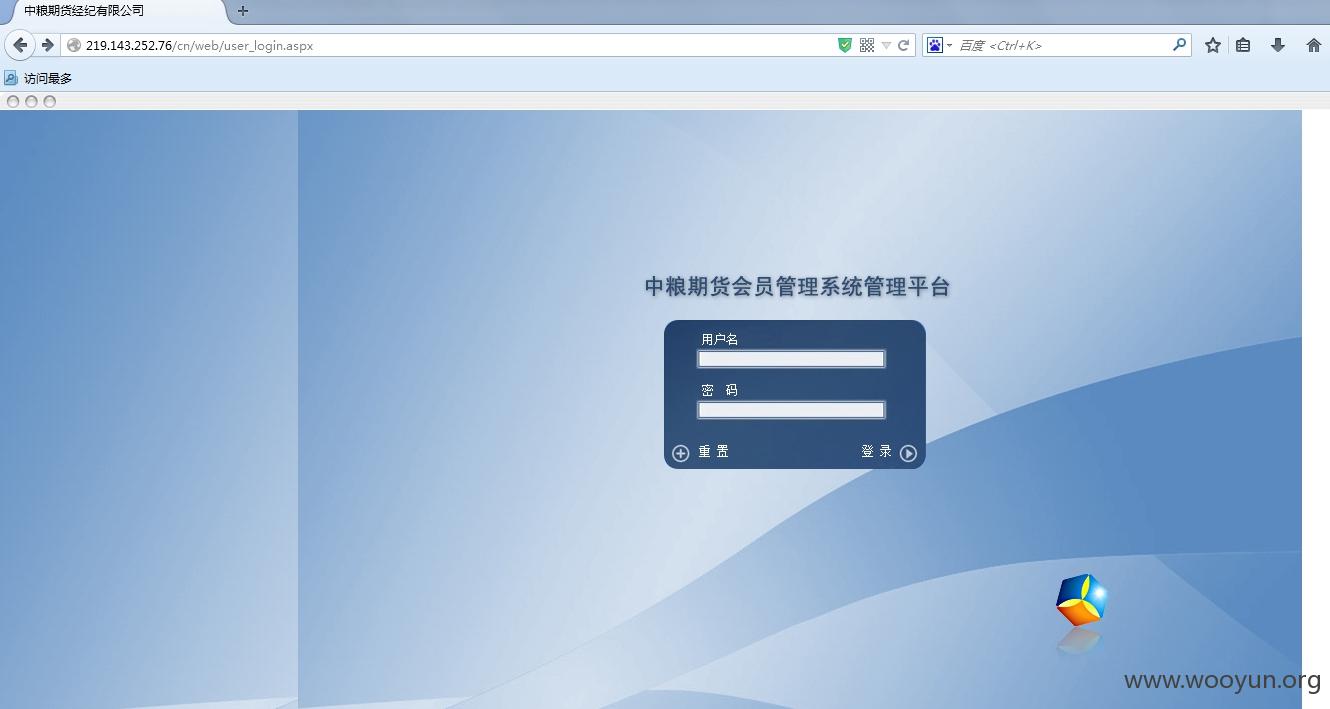 中粮期货经纪有限公司
219.143.252.76/cn/web/user_login.aspx
百度 <Ctrl+K>
访问最多
中粮期货会员管理系统管理平台
用户名
密 码
重 置 登 录
www.wooyun.org